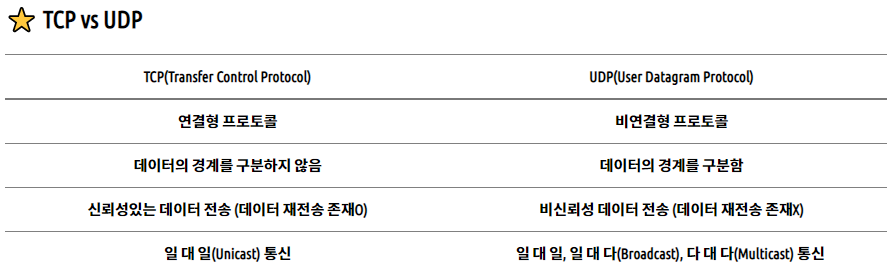 TCP vs UDP
TCP(Transfer Control Protocol) UDP(User Datagram Protocol)
연결형 프로토콜 비연결형 프로토콜
데이터의 경계를 구분하지 않음 데이터의 경계를 구분함
신뢰성있는 데이터 전송 (데이터 재전송 존재O) 비신뢰성 데이터 전송 (데이터 재전송 존재X)
일 대 일(Unicast) 통신 일 대 일, 일 대 다(Broadcast), 다 대 다(Multicast) 통신